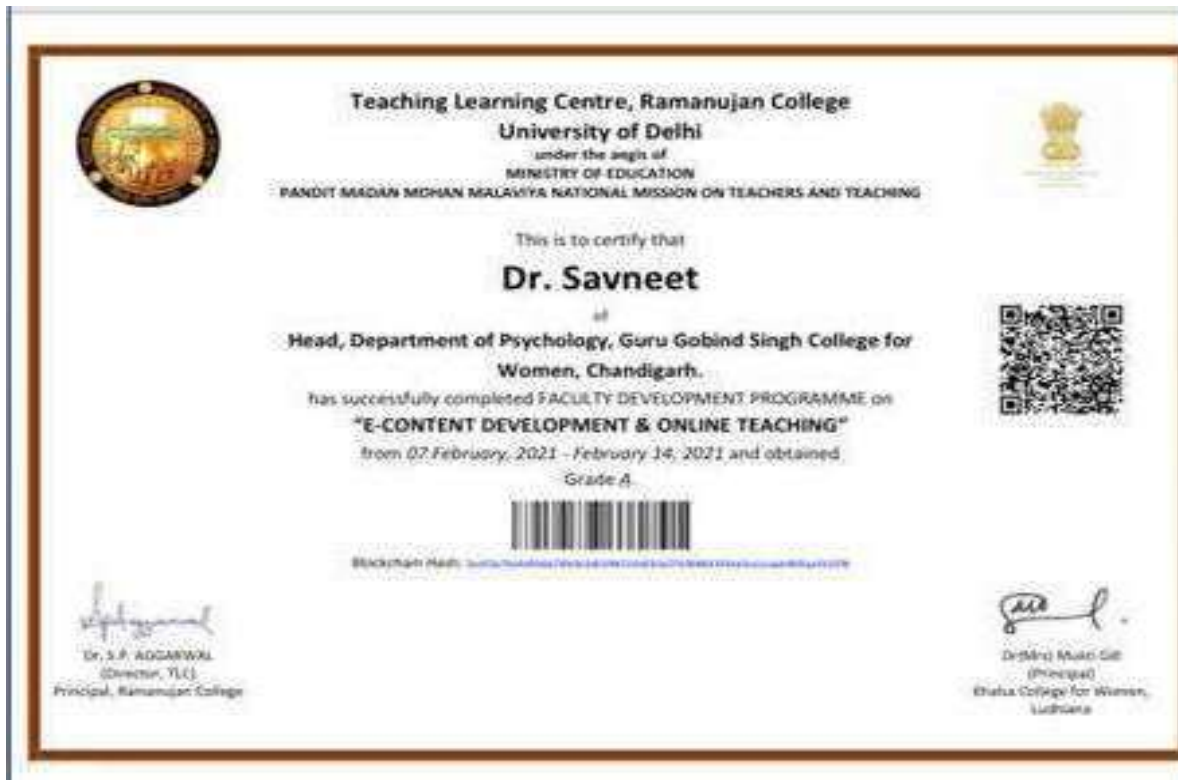 Teaching Learning Centre, Ramanujan College
University of Delhi
under the aegis of
MINISTRY OF EDUCATION
PANDIT MADAN MOHAN MALAVIYA NATIONAL MISSION ON TEACHERS AND TEACHING
This is to certify that
Dr. Savneet
of
Head, Department of Psychology, Guru Gobind Singh College for
Women, Chandigarh.
has successfully completed FACULTY DEVELOPMENT PROGRAMME on
"E-CONTENT DEVELOPMENT & ONLINE TEACHING"
from 07 February, 2021 - February 14, 2021 and obtained
Grade A
Blockchain Hash:
Dr. S.P. AGGARWAL
(Director, TLC)
Principal, Ramanujan College
Dr(Mrs) Mukti Gill
(Principal)
Khalsa College for Women,
Ludhiana